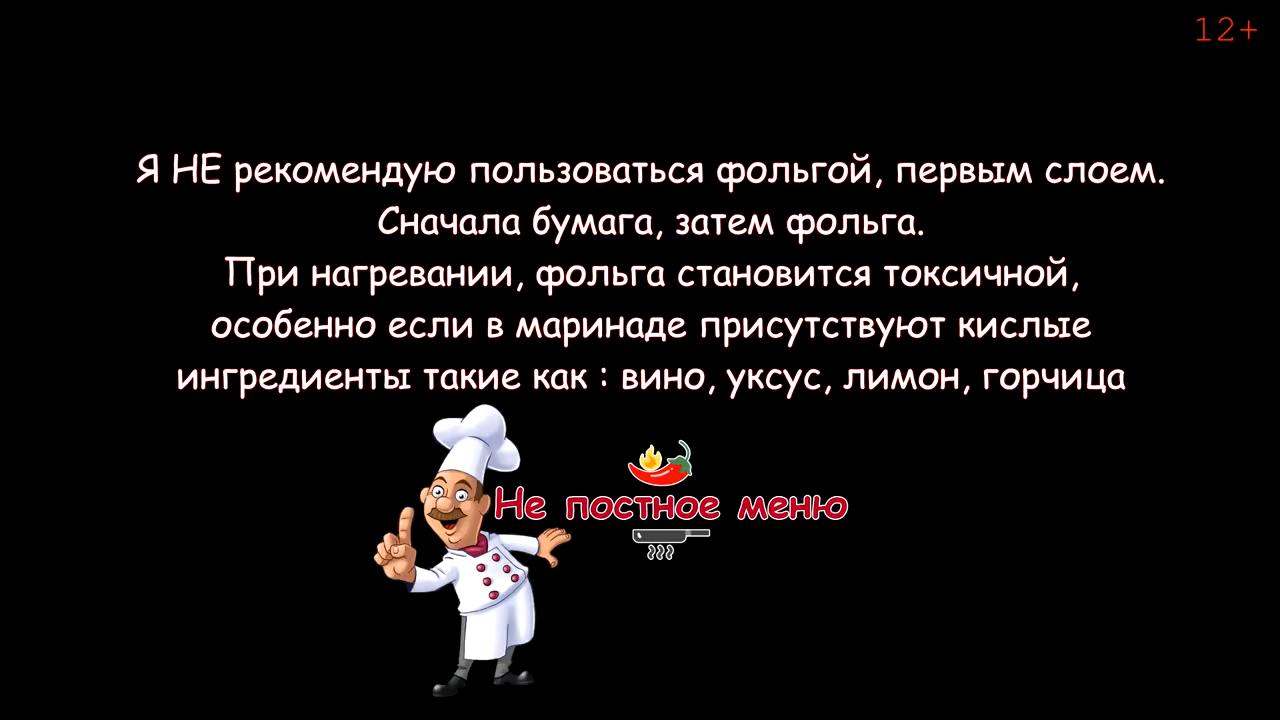 12+
Я НЕ рекомендую пользоваться фольгой, первым слоем.
Сначала бумага, затем фольга.
При нагревании, фольга становится токсичной,
особенно если в маринаде присутствуют кислые
ингредиенты такие как : вино, уксус, лимон, горчица
Не постное меню